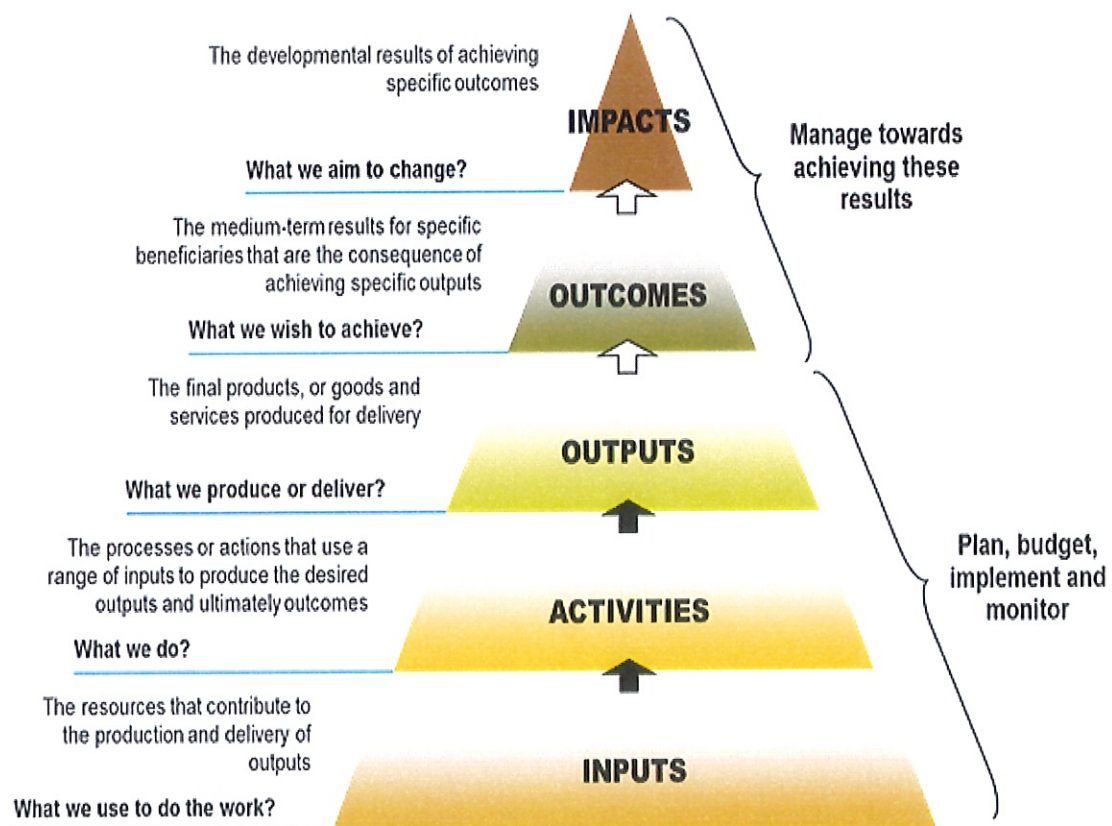 The developmental results of achieving
specific outcomes
IMPACTS
What we aim to change?
Manage towards
achieving these
results
The medium-term results for specific
beneficiaries that are the consequence of
achieving specific outputs
OUTCOMES
What we wish to achieve?
The final products, or goods and
services produced for delivery
OUTPUTS
What we produce or deliver?
The processes or actions that use a
range of inputs to produce the desired
outputs and ultimately outcomes
ACTIVITIES
Plan, budget,
implement and
monitor
What we do?
The resources that contribute to
the production and delivery of
outputs
INPUTS
What we use to do the work?